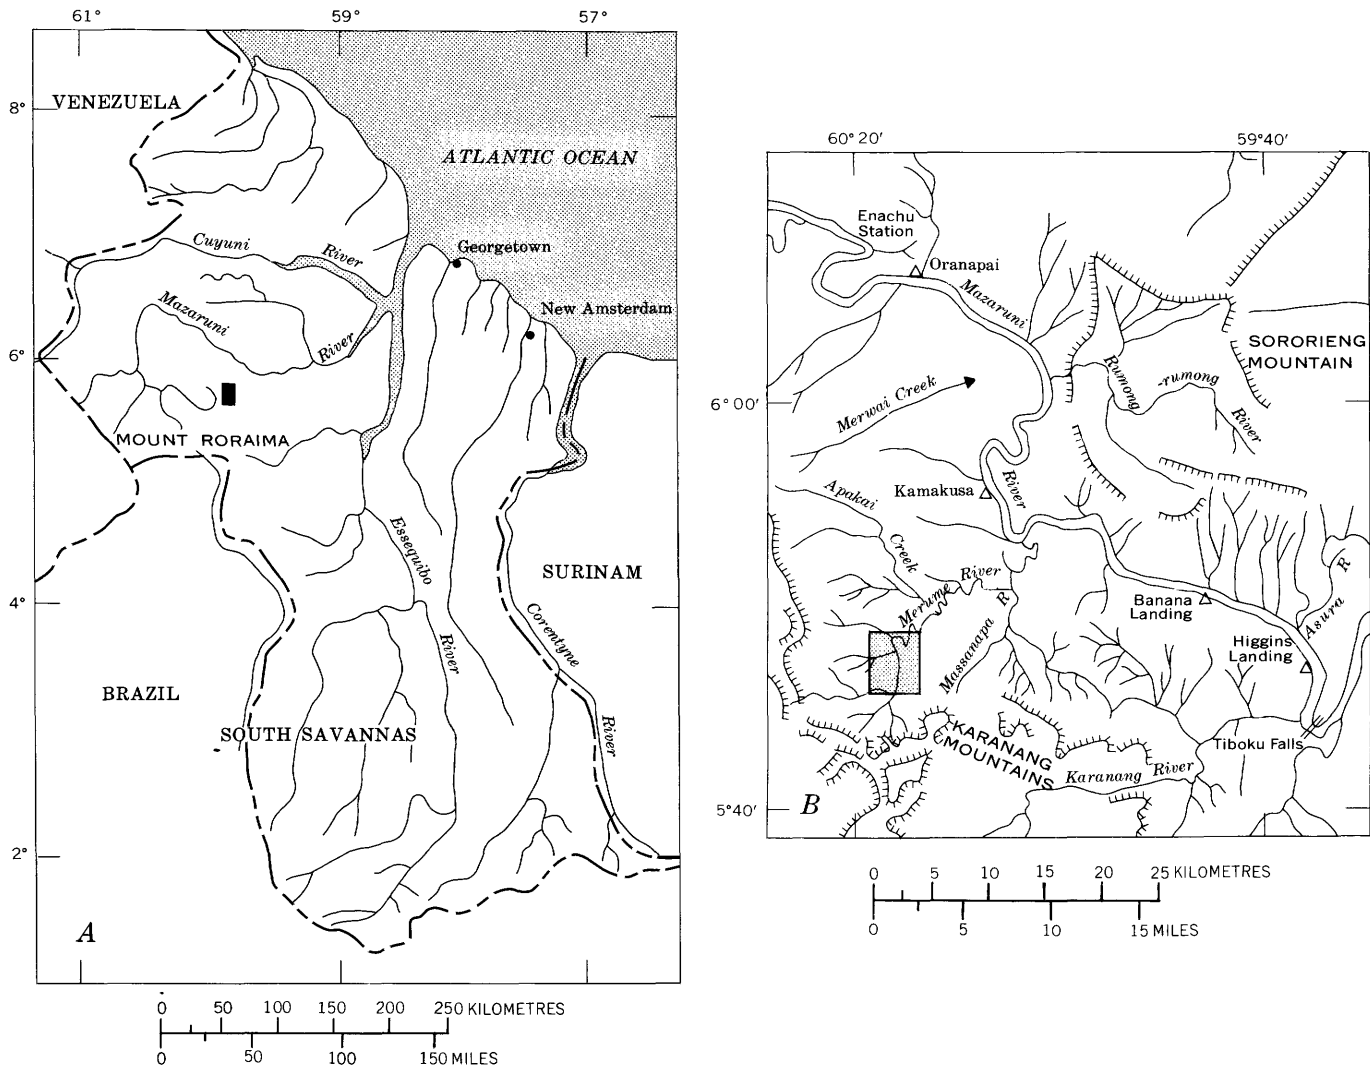 61°
59°
57°
8°
6°
4°
2°
VENEZUELA
ATLANTIC OCEAN
Cuyuni
River
Georgetown
Mazaruni
River
New Amsterdam
MOUNT RORAIMA
Essequibo
River
SURINAM
Corentyne
River
BRAZIL
SOUTH SAVANNAS
A
0 50 100 150 200 250 KILOMETRES
0 50 100 150 MILES
60° 20′
59° 40′
6° 00′
5° 40′
Enachu
Station
Oranapai
Mazaruni
River
SORORIENG
MOUNTAIN
Rumong
-rumong
River
Merwai Creek
Kamakusa
Apakai
Creek
Merume
River
Massanapa
R
Banana
Landing
Asura
R
Higgins
Landing
Tiboku Falls
KARANANG
MOUNTAINS
Karanang River
B
0 5 10 15 20 25 KILOMETRES
0 5 10 15 MILES